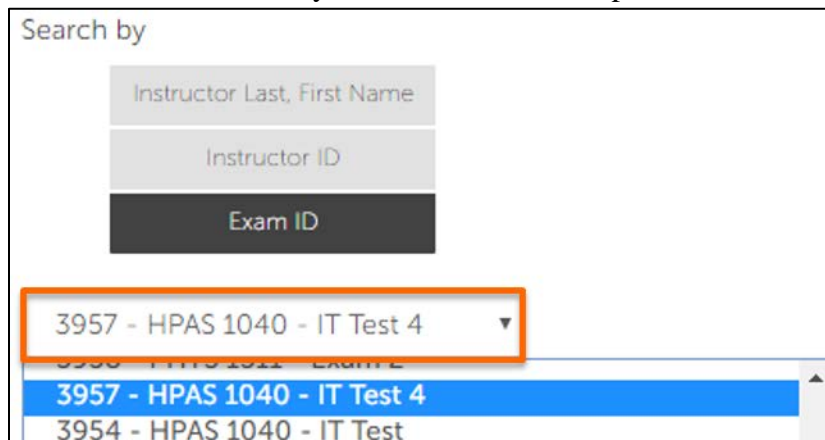 Search by
Instructor Last, First Name
Instructor ID
Exam ID
3957 - HPAS 1040 - IT Test 4
3957 - HPAS 1040 - IT Test 4
3954 - HPAS 1040 - IT Test